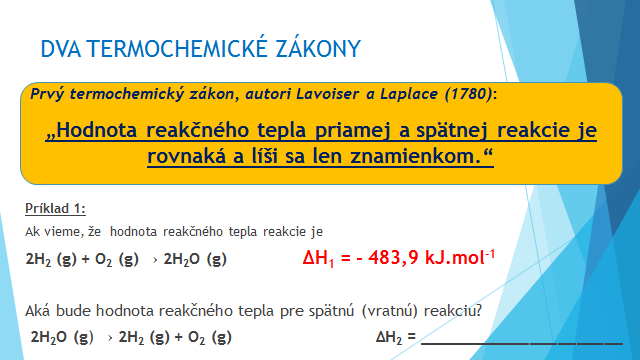 DVA TERMOCHEMICKÉ ZÁKONY
Prvý termochemický zákon, autori Lavoiser a Laplace (1780):
„Hodnota reakčného tepla priamej a spätnej reakcie je
rovnaká a líši sa len znamienkom.“
Príklad 1:
Ak vieme, že hodnota reakčného tepla reakcie je
2H₂ (g) + O₂ (g) → 2H₂O (g) ΔH₁ = - 483,9 kJ.mol⁻¹
Aká bude hodnota reakčného tepla pre spätnú (vratnú) reakciu?
2H₂O (g) → 2H₂ (g) + O₂ (g) ΔH₂ = ____________________